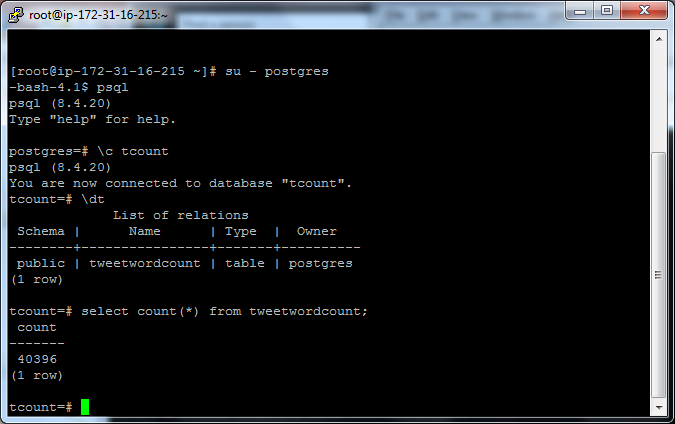 root@ip-172-31-16-215:~
[root@ip-172-31-16-215 ~]# su - postgres
-bash-4.1$ psql
psql (8.4.20)
Type "help" for help.
postgres=# \c tcount
psql (8.4.20)
You are now connected to database "tcount".
tcount=# \dt
List of relations
Schema | Name | Type | Owner
--------+----------------+-------+----------
public | tweetwordcount | table | postgres
(1 row)
tcount=# select count(*) from tweetwordcount;
count
-------
40396
(1 row)
tcount=#